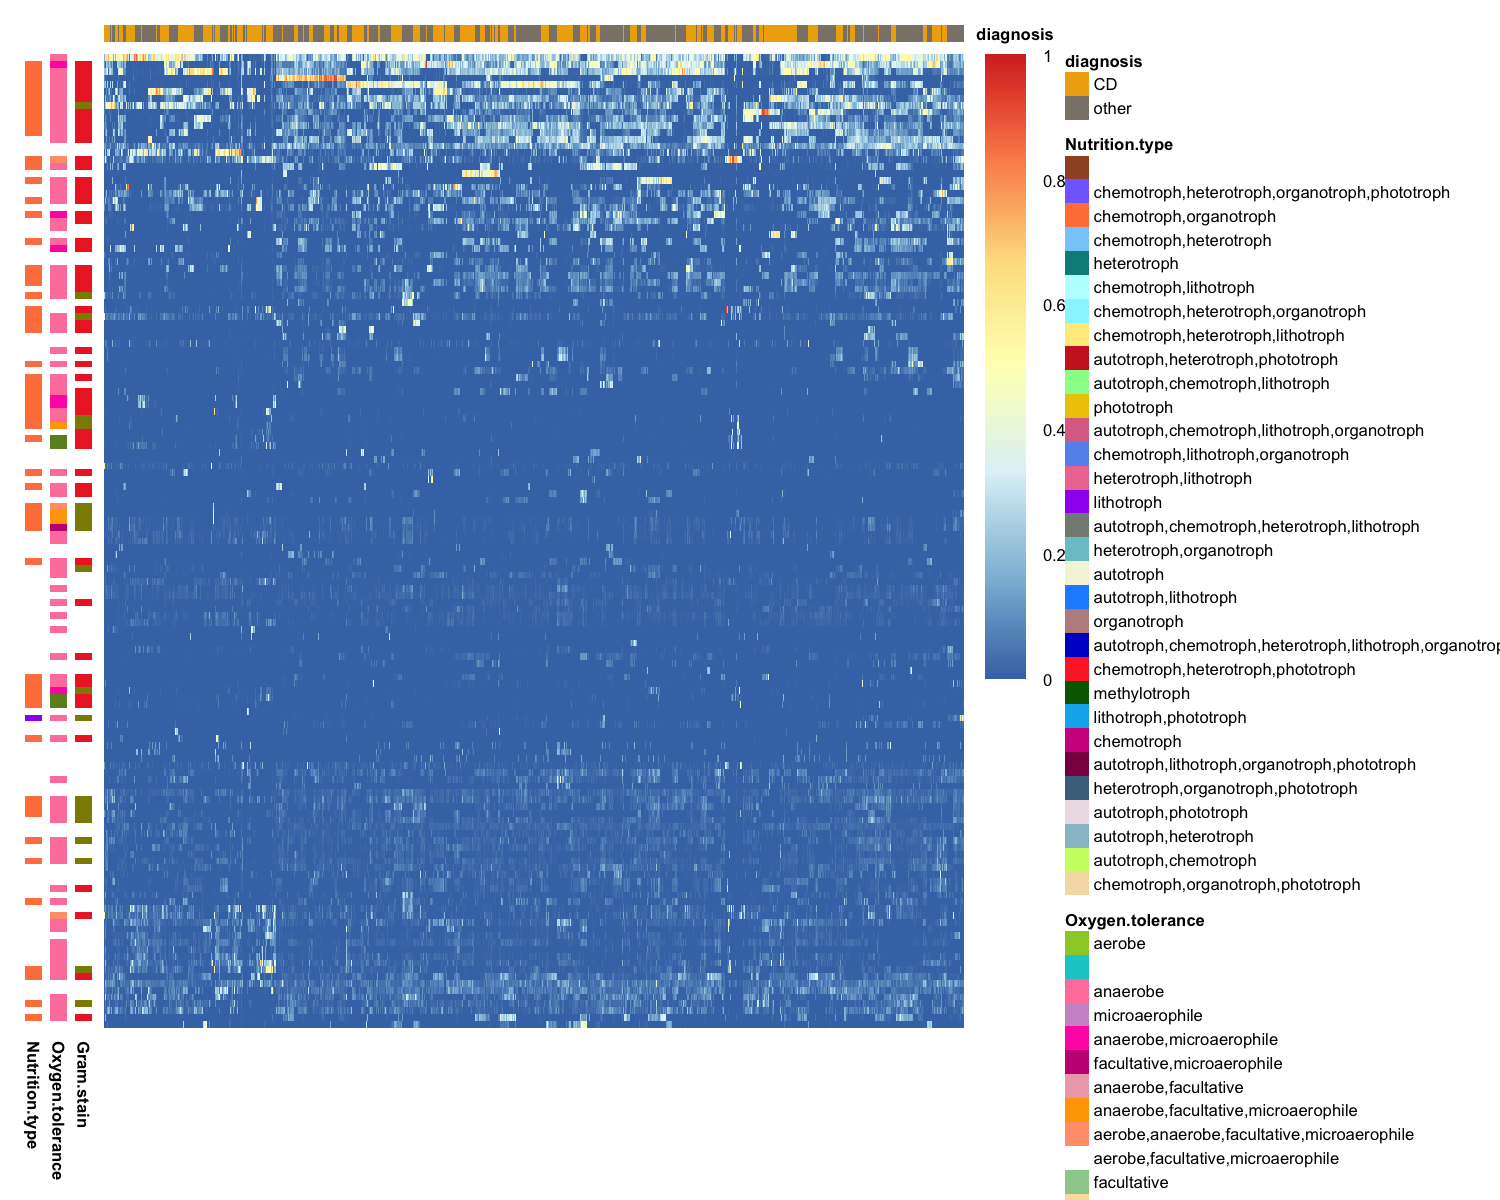 diagnosis
1
0.8
0.6
0.4
0.2
0
diagnosis
CD
other
Nutrition.type
chemotroph,heterotroph,organotroph,phototroph
chemotroph,organotroph
chemotroph,heterotroph
heterotroph
chemotroph,lithotroph
chemotroph,heterotroph,organotroph
chemotroph,heterotroph,lithotroph
autotroph,heterotroph,phototroph
autotroph,chemotroph,lithotroph
phototroph
autotroph,chemotroph,lithotroph,organotroph
chemotroph,lithotroph,organotroph
heterotroph,lithotroph
lithotroph
autotroph,chemotroph,heterotroph,lithotroph
heterotroph,organotroph
autotroph
autotroph,lithotroph
organotroph
autotroph,chemotroph,heterotroph,lithotroph,organotrop
chemotroph,heterotroph,phototroph
methylotroph
lithotroph,phototroph
chemotroph
autotroph,lithotroph,organotroph,phototroph
heterotroph,organotroph,phototroph
autotroph,phototroph
autotroph,heterotroph
autotroph,chemotroph
chemotroph,organotroph,phototroph
Oxygen.tolerance
aerobe
anaerobe
microaerophile
anaerobe,microaerophile
facultative,microaerophile
anaerobe,facultative
anaerobe,facultative,microaerophile
aerobe,anaerobe,facultative,microaerophile
aerobe,facultative,microaerophile
facultative
Nutrition.type
Oxygen.tolerance
Gram.stain